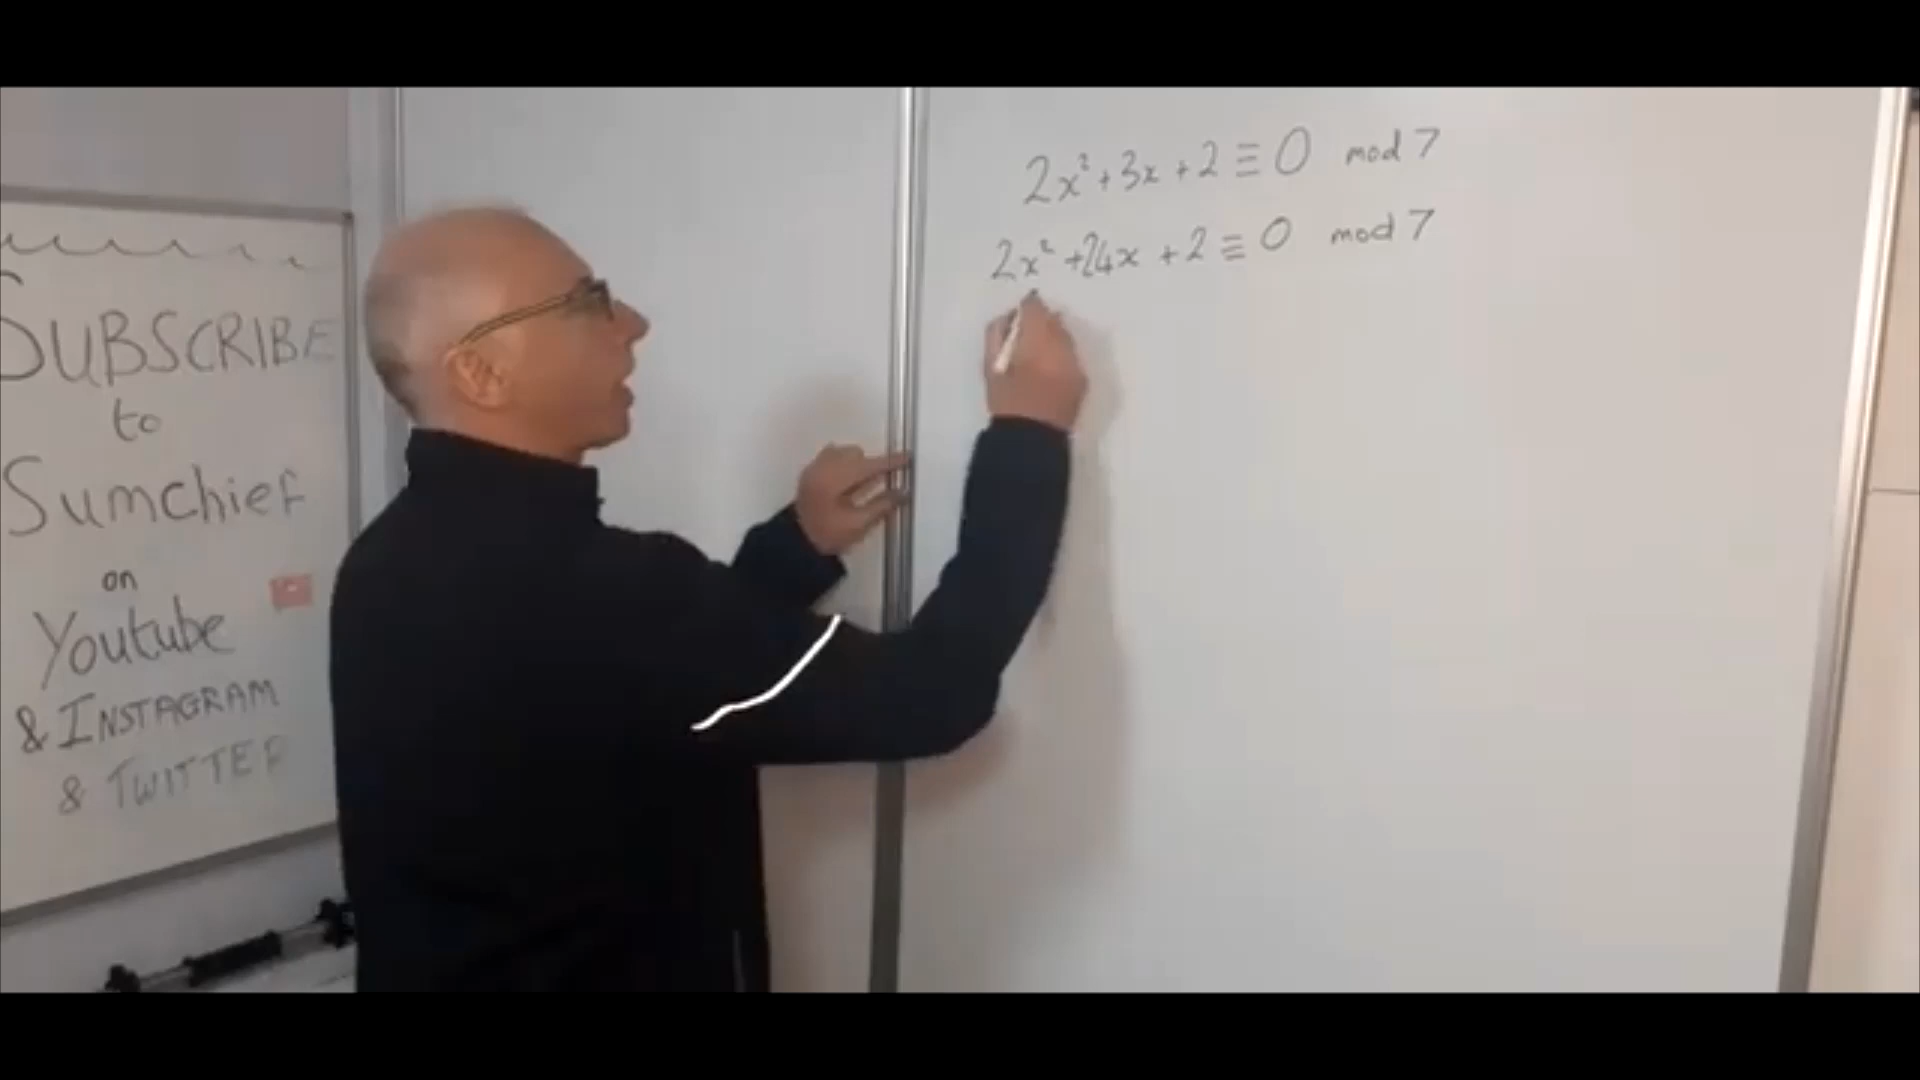 SUBSCRIBE
to
Sumchief
on
Youtube
& INSTAGRAM
& TWITTER
2x² + 3x + 2 ≡ 0 mod 7
2x² + 24x + 2 ≡ 0 mod 7